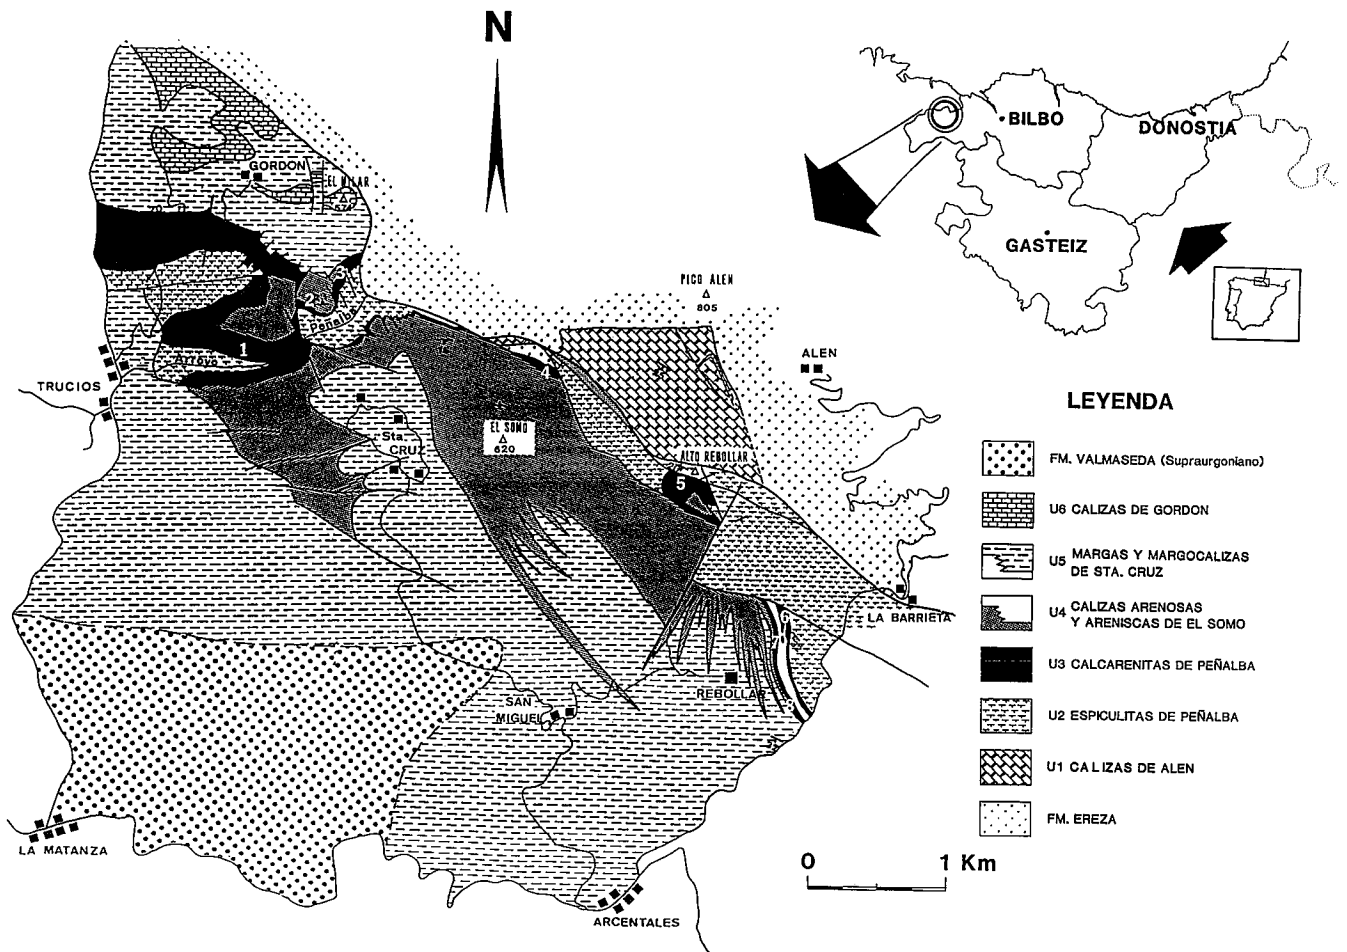 N
BILBO
DONOSTIA
GASTEIZ
GORDON
EL NILAR
1
2
Peñalba
Arroyo
TRUCIOS
PICO ALEN
805
ALEN
4
EL SOMO
620
Sta.
CRUZ
ALTO REBOLLAR
5
LA BARRIETA
REBOLLAR
SAN
MIGUEL
LA MATANZA
ARCENTALES
LEYENDA
FM. VALMASEDA (Supraurgoniano)
U6 CALIZAS DE GORDON
U5 MARGAS Y MARGOCALIZAS
DE STA. CRUZ
U4 CALIZAS ARENOSAS
Y ARENISCAS DE EL SOMO
U3 CALCARENITAS DE PEÑALBA
U2 ESPICULITAS DE PEÑALBA
U1 CALIZAS DE ALEN
FM. EREZA
0 1 Km